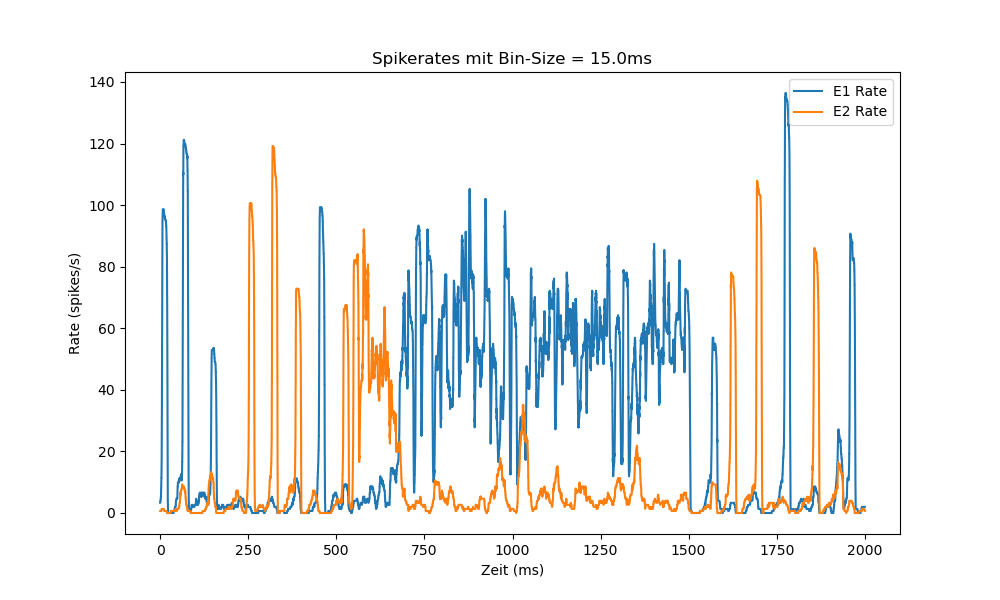 Spikerates mit Bin-Size = 15.0ms
E1 Rate
E2 Rate
140
120
100
80
60
40
20
0
Rate (spikes/s)
0 250 500 750 1000 1250 1500 1750 2000
Zeit (ms)